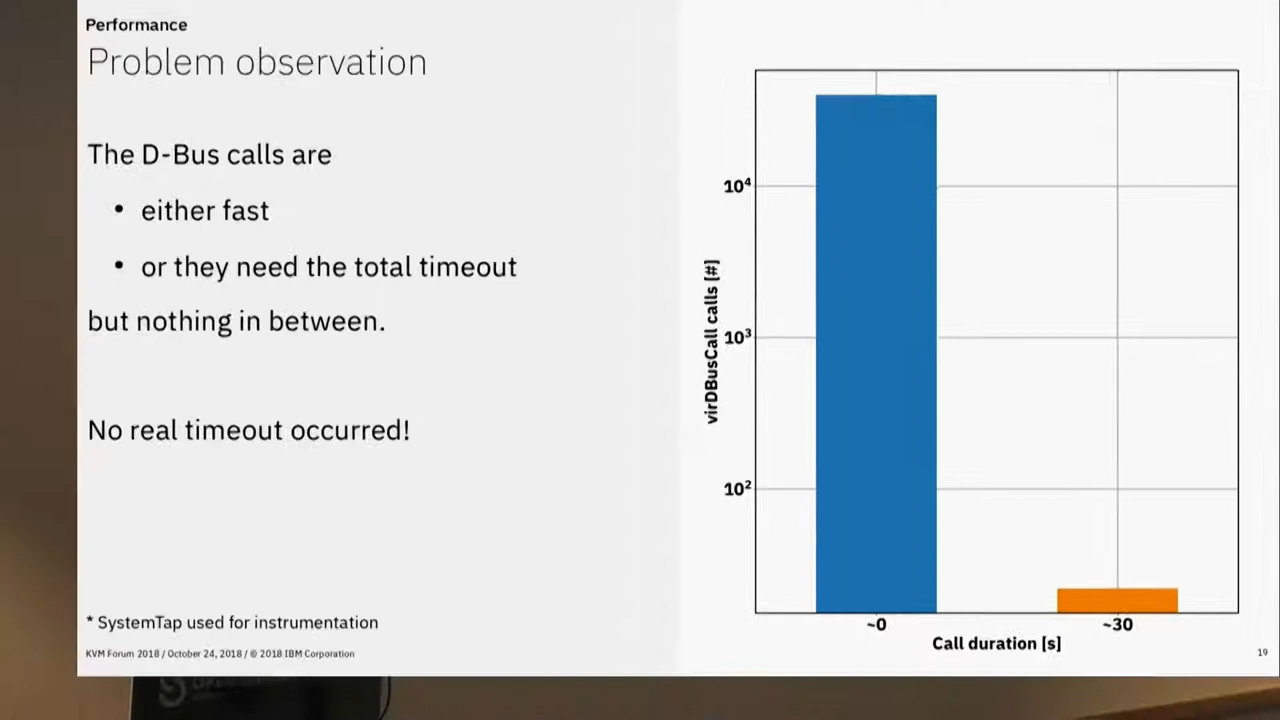 Performance
Problem observation
The D-Bus calls are
• either fast
• or they need the total timeout
but nothing in between.
No real timeout occurred!
* SystemTap used for instrumentation
KVM Forum 2018 / October 24, 2018 / © 2018 IBM Corporation
virDBusCall calls [#]
10⁴
10³
10²
~0
~30
Call duration [s]
19